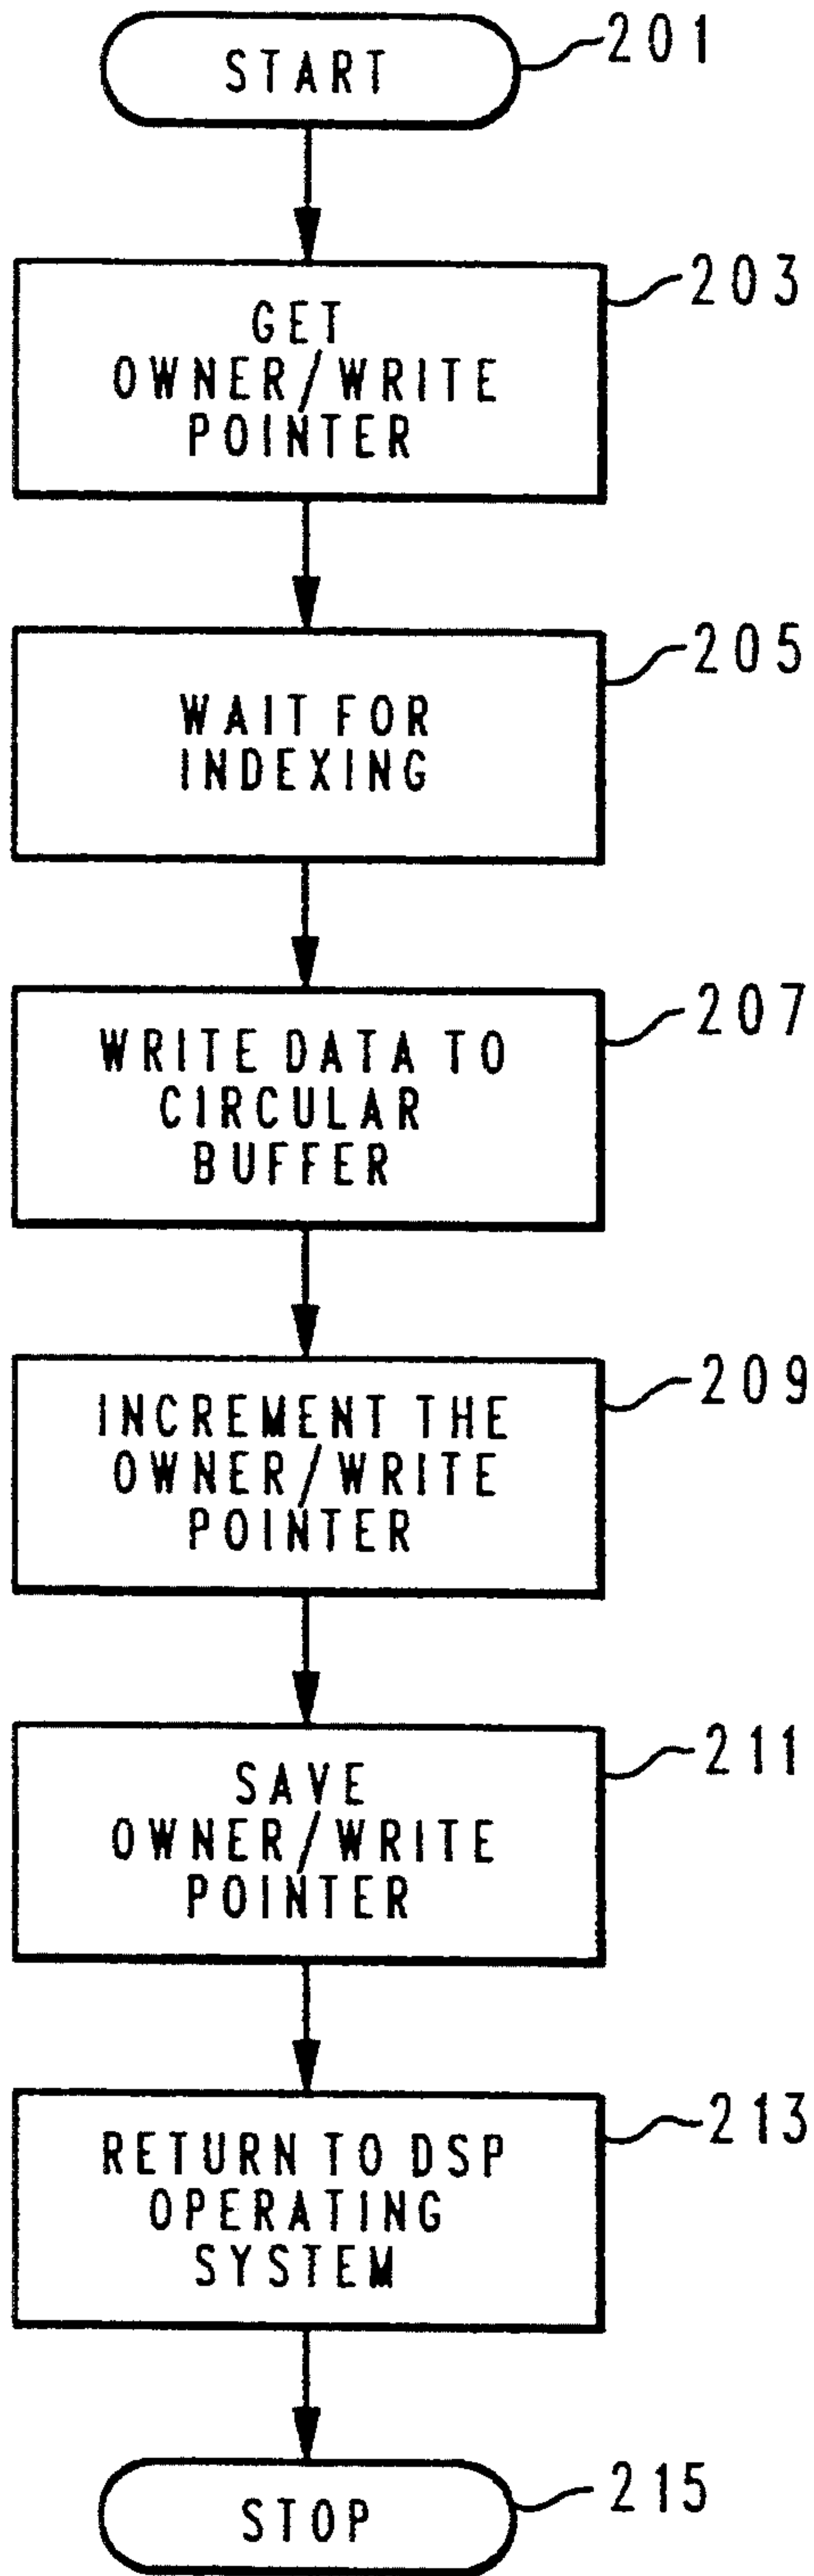 START
201
GET
OWNER/WRITE
POINTER
203
WAIT FOR
INDEXING
205
WRITE DATA TO
CIRCULAR
BUFFER
207
INCREMENT THE
OWNER/WRITE
POINTER
209
SAVE
OWNER/WRITE
POINTER
211
RETURN TO DSP
OPERATING
SYSTEM
213
STOP
215